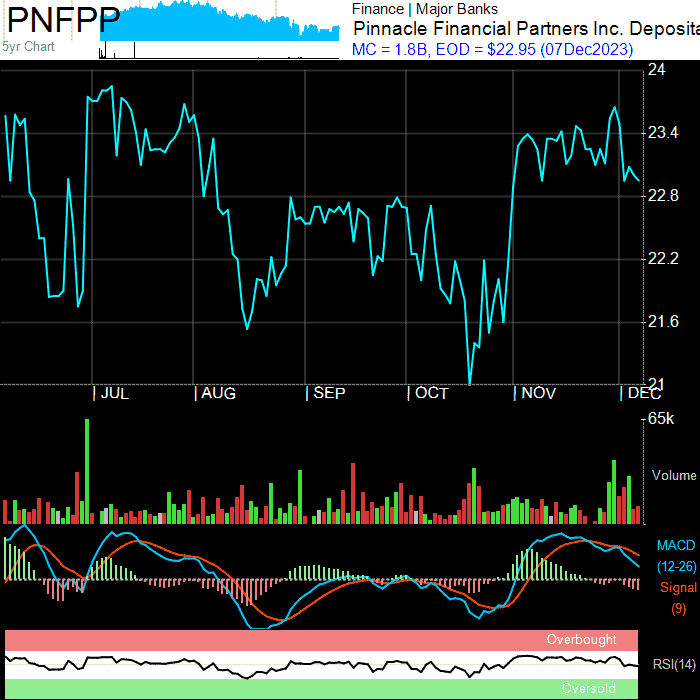 PNFPP
5yr Chart
Finance | Major Banks
Pinnacle Financial Partners Inc. Deposita
MC = 1.8B, EOD = $22.95 (07Dec2023)
24
23.4
22.8
22.2
21.6
21
JUL AUG SEP OCT NOV DEC
65k
Volume
MACD
(12-26)
Signal
(9)
Overbought
RSI(14)
Oversold